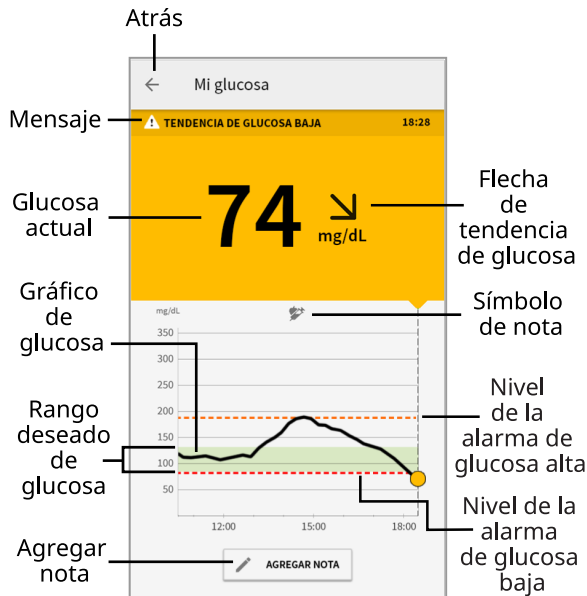 Atrás
Mi glucosa
Mensaje
TENDENCIA DE GLUCOSA BAJA 18:28
Glucosa
actual
74
mg/dL
Flecha
de
tendencia
de glucosa
Gráfico
de
glucosa
mg/dL
Símbolo
de nota
350
300
250
200
150
100
50
Rango
deseado
de
glucosa
Nivel
de la
alarma de
glucosa alta
12:00 15:00 18:00
Nivel de la
alarma
de glucosa
baja
Agregar
nota
AGREGAR NOTA